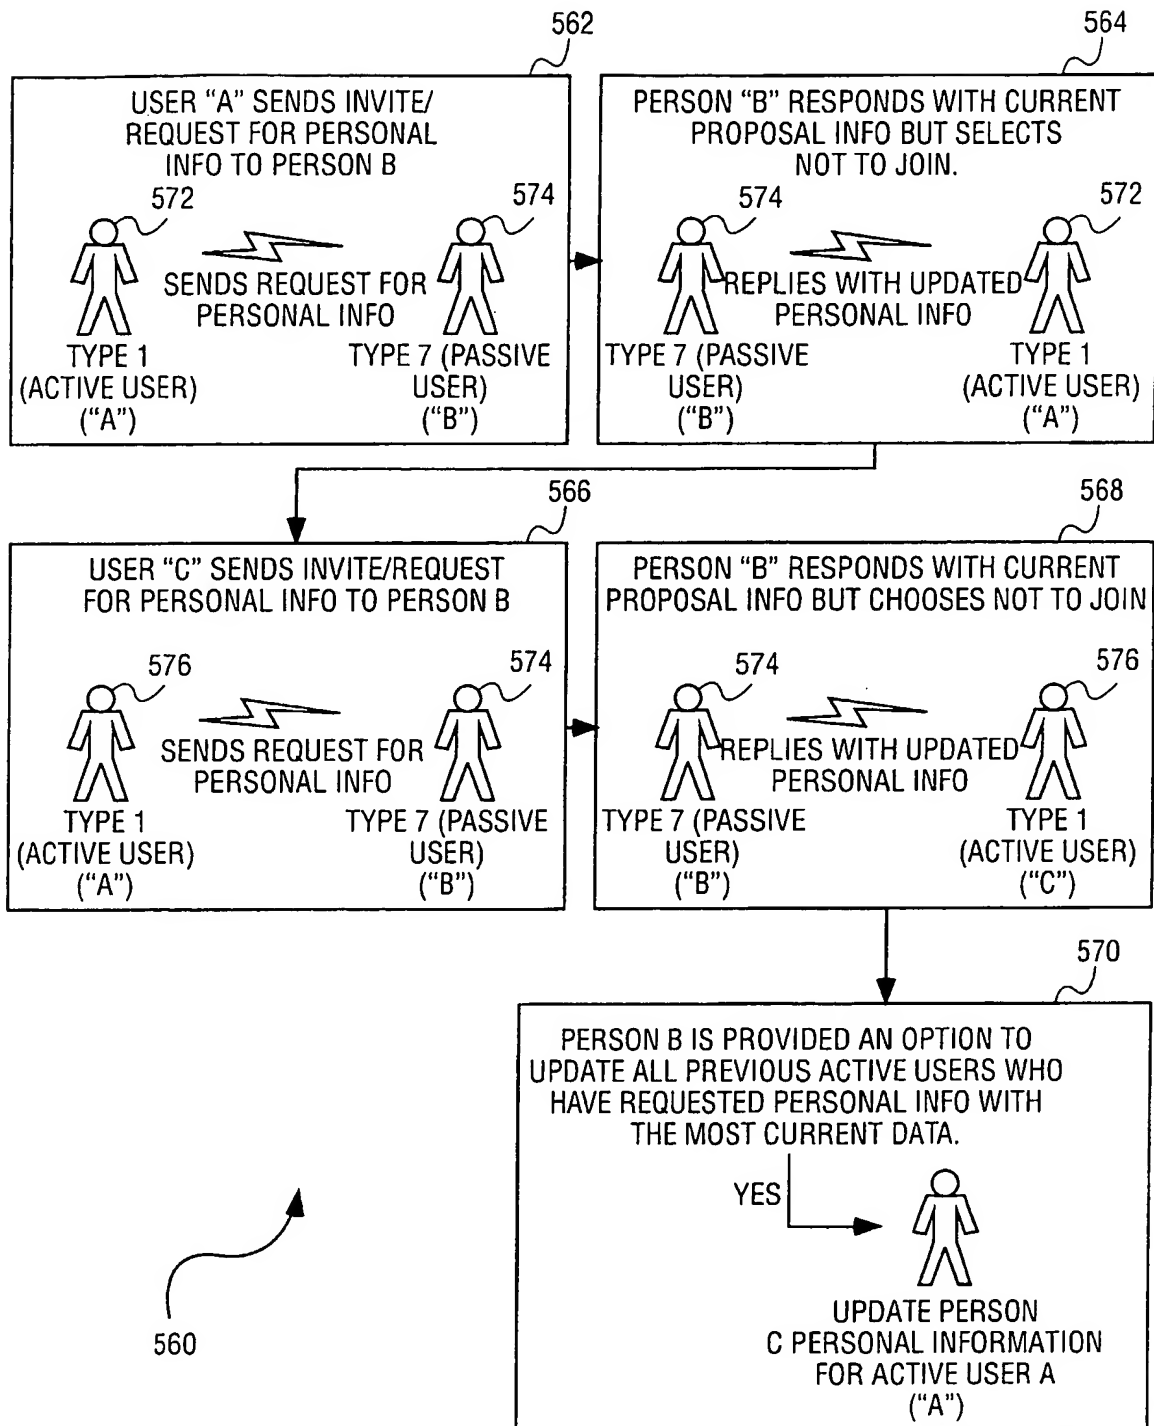 562
USER “A” SENDS INVITE/
REQUEST FOR PERSONAL
INFO TO PERSON B
572
574
SENDS REQUEST FOR
PERSONAL INFO
TYPE 1
(ACTIVE USER)
(“A”)
TYPE 7 (PASSIVE
USER)
(“B”)
564
PERSON “B” RESPONDS WITH CURRENT
PROPOSAL INFO BUT SELECTS
NOT TO JOIN.
574
572
REPLIES WITH UPDATED
PERSONAL INFO
TYPE 7 (PASSIVE
USER)
(“B”)
TYPE 1
(ACTIVE USER)
(“A”)
566
USER “C” SENDS INVITE/REQUEST
FOR PERSONAL INFO TO PERSON B
576
574
SENDS REQUEST FOR
PERSONAL INFO
TYPE 1
(ACTIVE USER)
(“A”)
TYPE 7 (PASSIVE
USER)
(“B”)
568
PERSON “B” RESPONDS WITH CURRENT
PROPOSAL INFO BUT CHOOSES NOT TO JOIN
574
576
REPLIES WITH UPDATED
PERSONAL INFO
TYPE 7 (PASSIVE
USER)
(“B”)
TYPE 1
(ACTIVE USER)
(“C”)
570
PERSON B IS PROVIDED AN OPTION TO
UPDATE ALL PREVIOUS ACTIVE USERS WHO
HAVE REQUESTED PERSONAL INFO WITH
THE MOST CURRENT DATA.
YES
UPDATE PERSON
C PERSONAL INFORMATION
FOR ACTIVE USER A
(“A”)
560